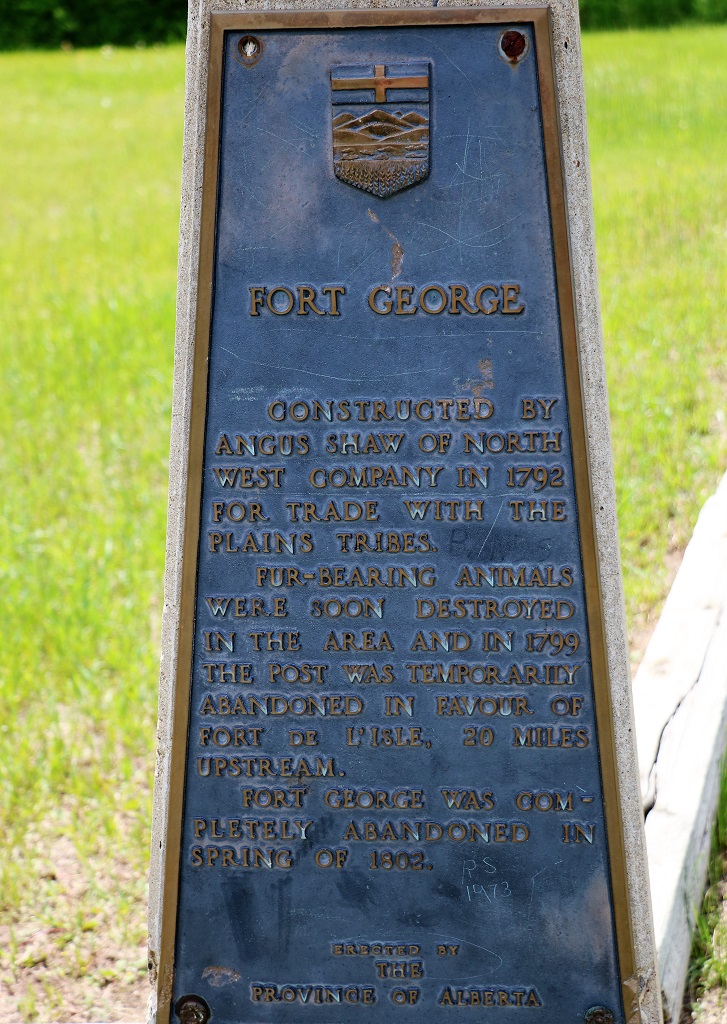 FORT GEORGE
CONSTRUCTED BY
ANGUS SHAW OF NORTH
WEST COMPANY IN 1792
FOR TRADE WITH THE
PLAINS TRIBES.
FUR-BEARING ANIMALS
WERE SOON DESTROYED
IN THE AREA AND IN 1799
THE POST WAS TEMPORARILY
ABANDONED IN FAVOUR OF
FORT DE L'ISLE, 20 MILES
UPSTREAM.
FORT GEORGE WAS COM-
PLETELY ABANDONED IN
SPRING OF 1802.
RS
1973
ERECTED BY
THE
PROVINCE OF ALBERTA